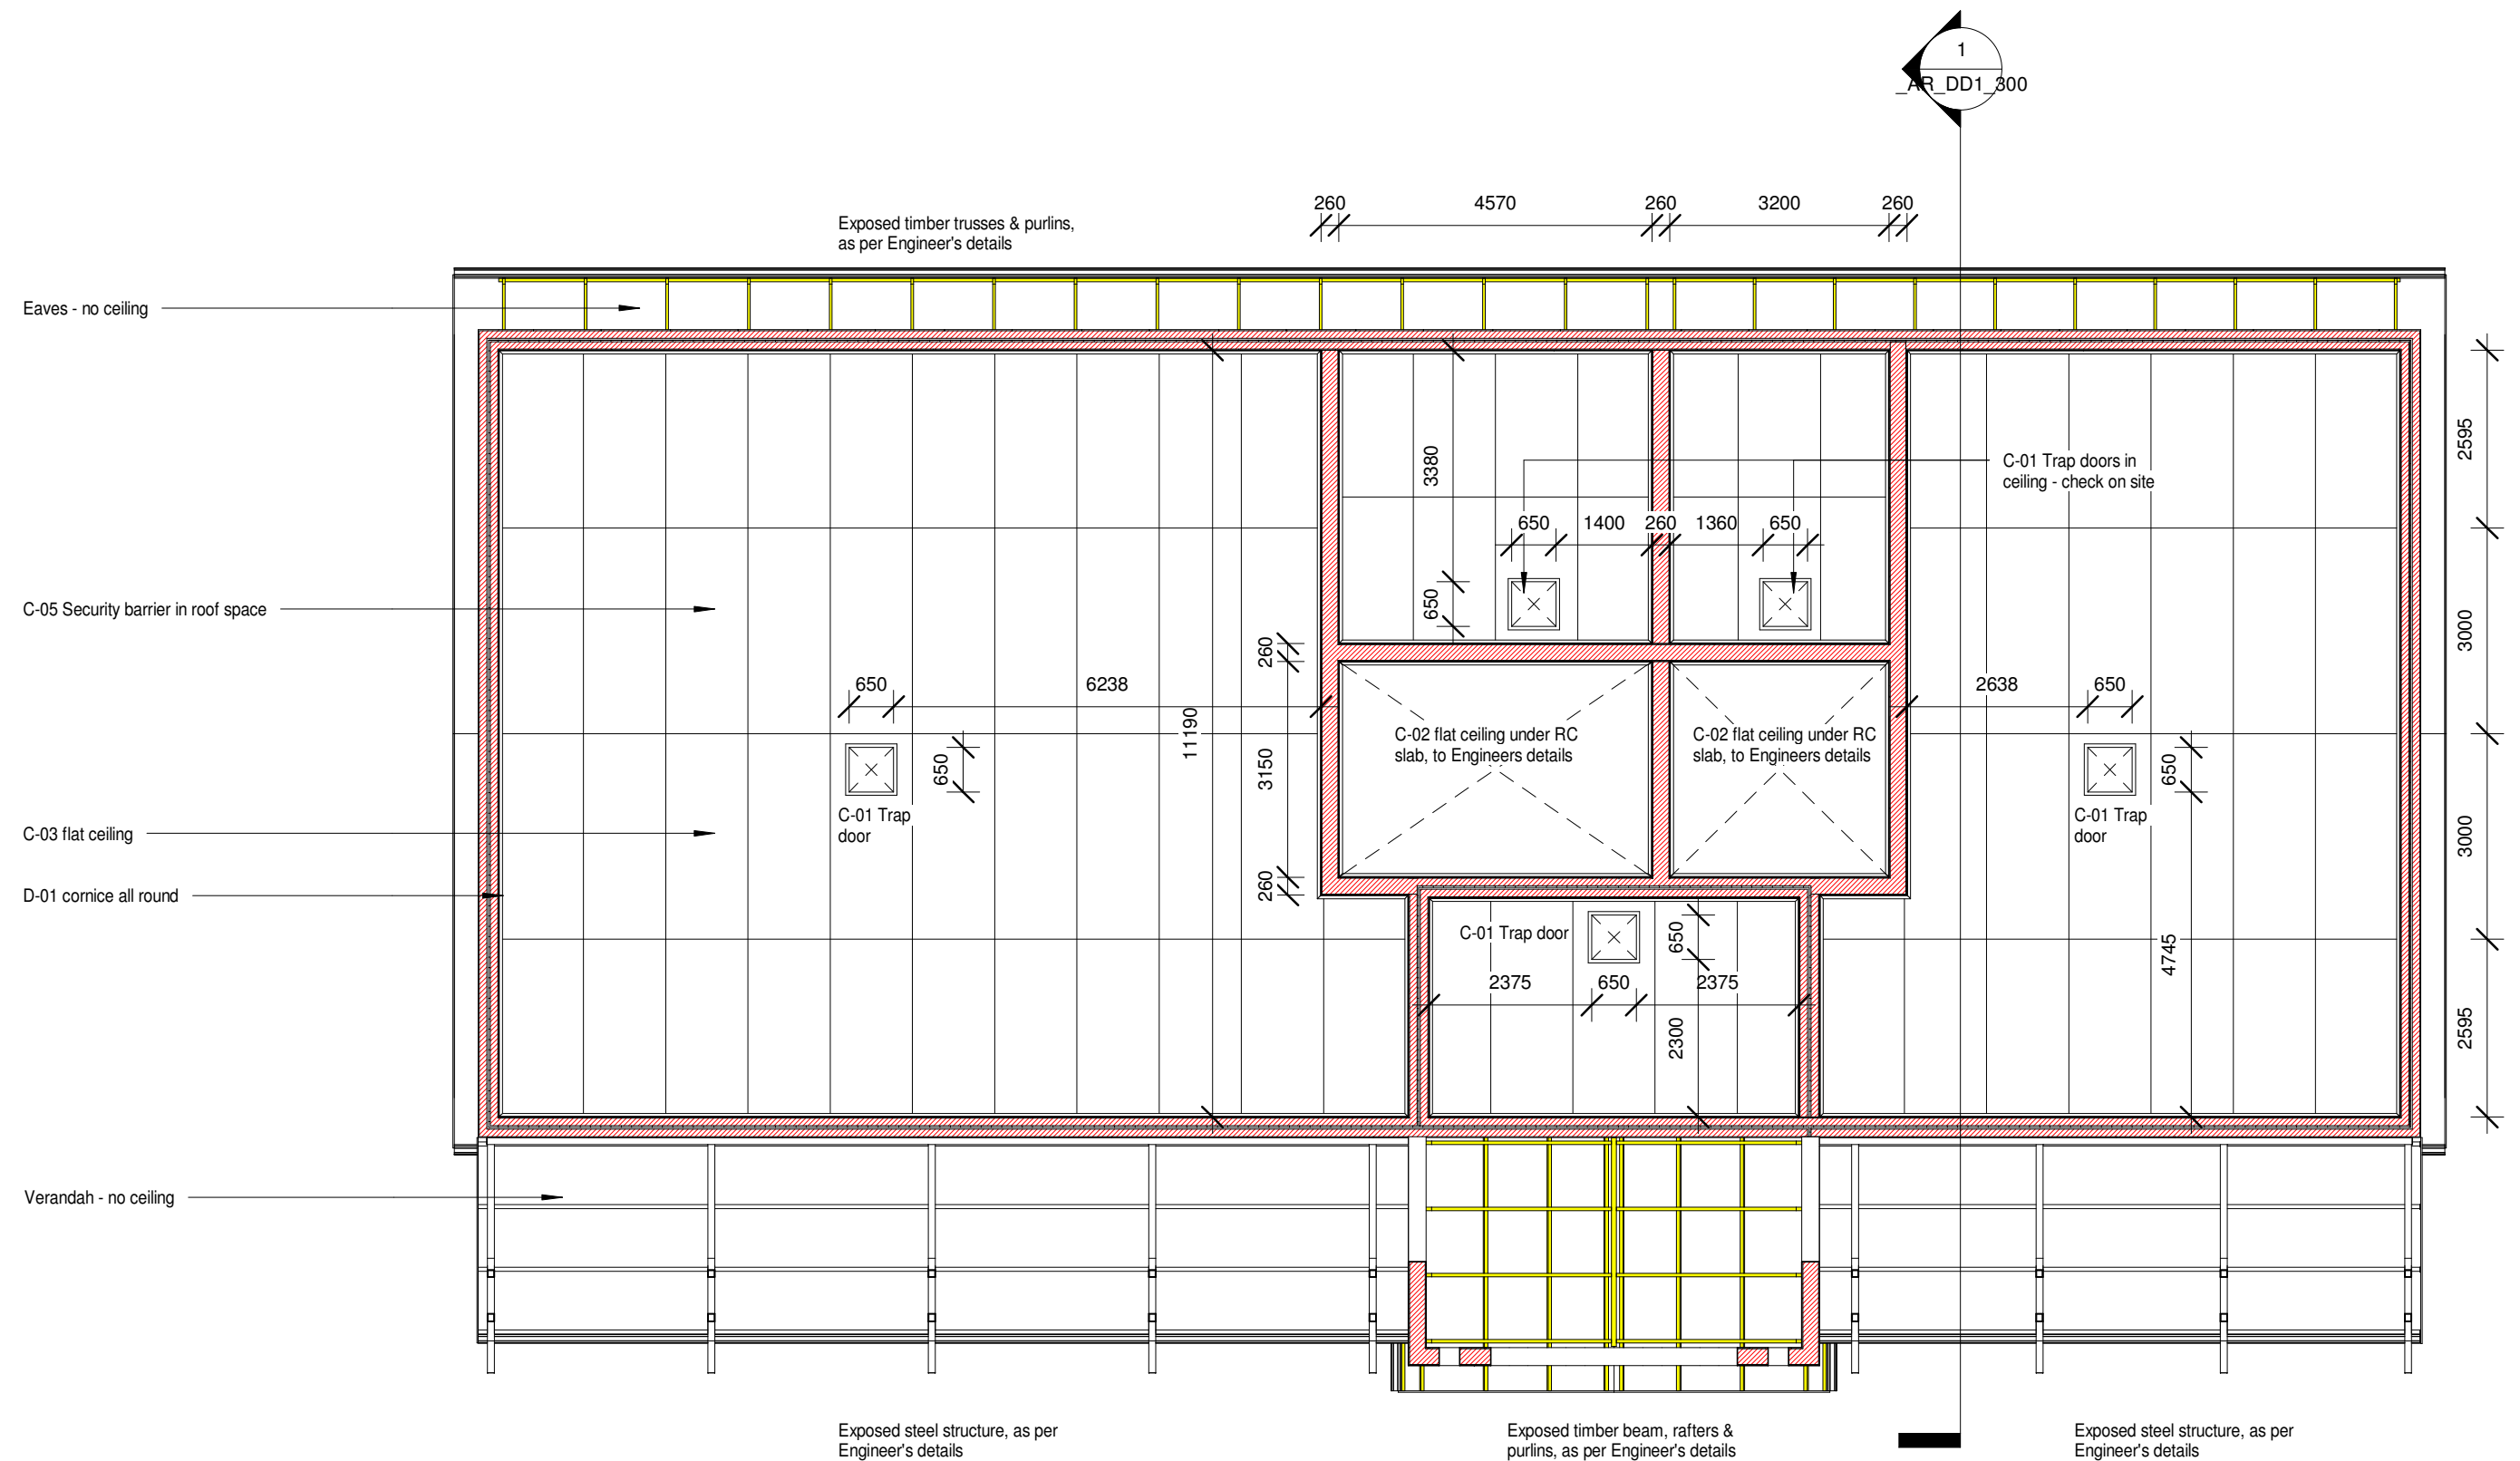 1
_AR_DD1_300
260 4570 260 3200 260
Exposed timber trusses & purlins,
as per Engineer's details
Eaves - no ceiling
2595
3380
C-01 Trap doors in
ceiling - check on site
650 1400 260 1360 650
650
C-05 Security barrier in roof space
3000
260
650 6238
2638 650
11190
3150
C-02 flat ceiling under RC
slab, to Engineers details
C-02 flat ceiling under RC
slab, to Engineers details
650
650
C-01 Trap
door
C-01 Trap
door
C-03 flat ceiling
3000
D-01 cornice all round
260
C-01 Trap door
650
4745
2375 650 2375
2300
2595
Verandah - no ceiling
Exposed steel structure, as per
Engineer's details
Exposed timber beam, rafters &
purlins, as per Engineer's details
Exposed steel structure, as per
Engineer's details